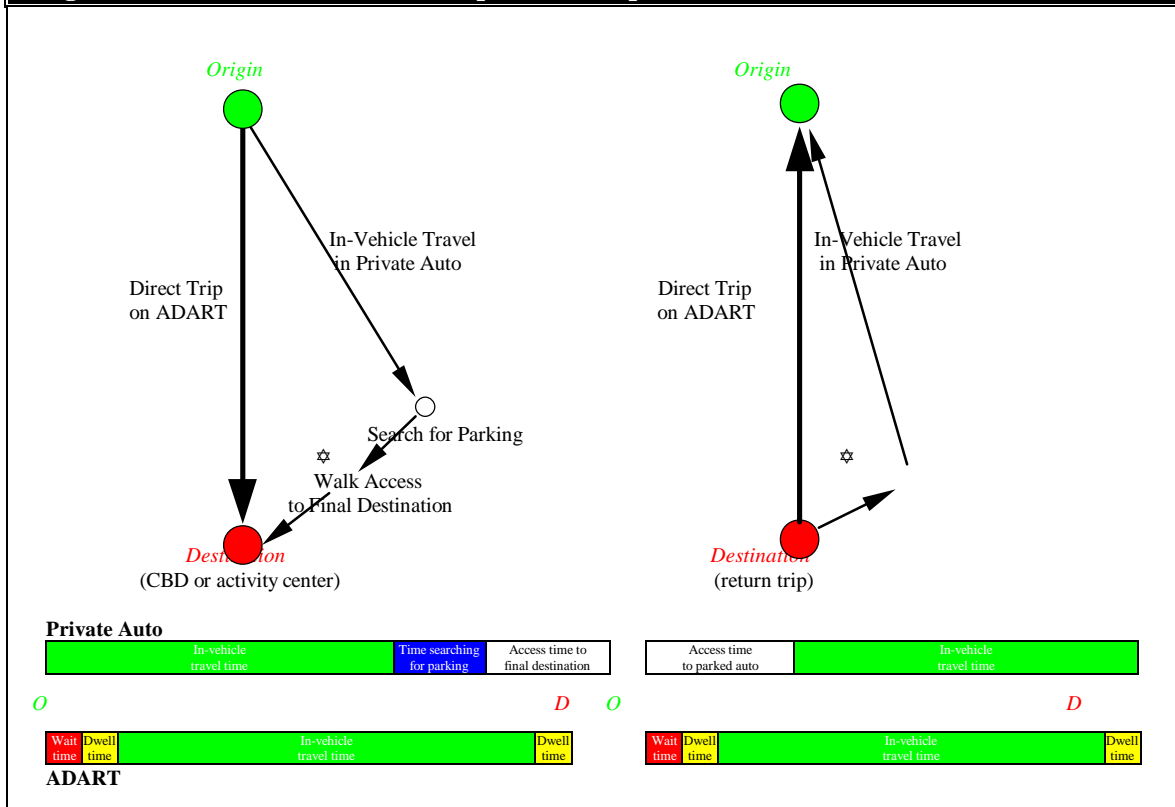 Origin
In-Vehicle Travel
in Private Auto
Direct Trip
on ADART
Search for Parking
Walk Access
to Final Destination
Destination
(CBD or activity center)
Origin
In-Vehicle Travel
in Private Auto
Direct Trip
on ADART
Destination
(return trip)
Private Auto
In-vehicle
travel time
Time searching
for parking
Access time to
final destination
Access time
to parked auto
In-vehicle
travel time
O
D
O
D
Wait
time
Dwell
time
In-vehicle
travel time
Dwell
time
Wait
time
Dwell
time
In-vehicle
travel time
Dwell
time
ADART